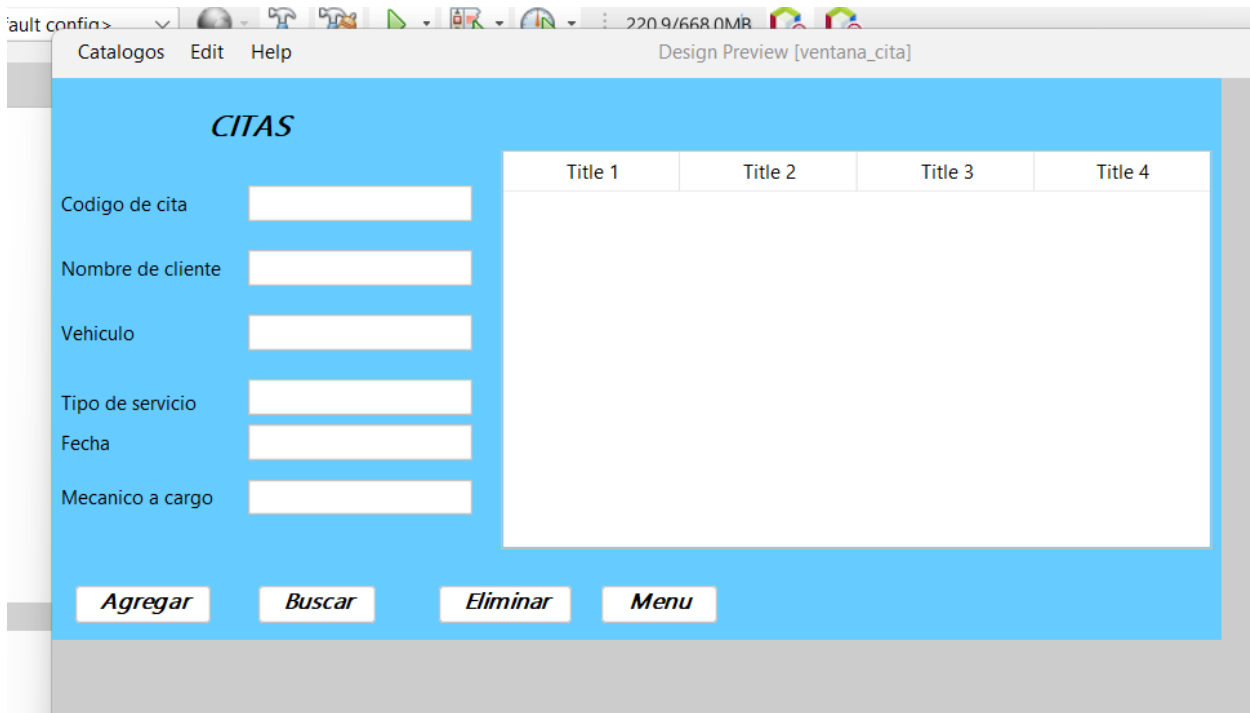 fault config>
220.9/668.0MB
Catalogos Edit Help
Design Preview [ventana_cita]
CITAS
Title 1 Title 2 Title 3 Title 4
Codigo de cita
Nombre de cliente
Vehiculo
Tipo de servicio
Fecha
Mecanico a cargo
Agregar Buscar Eliminar Menu